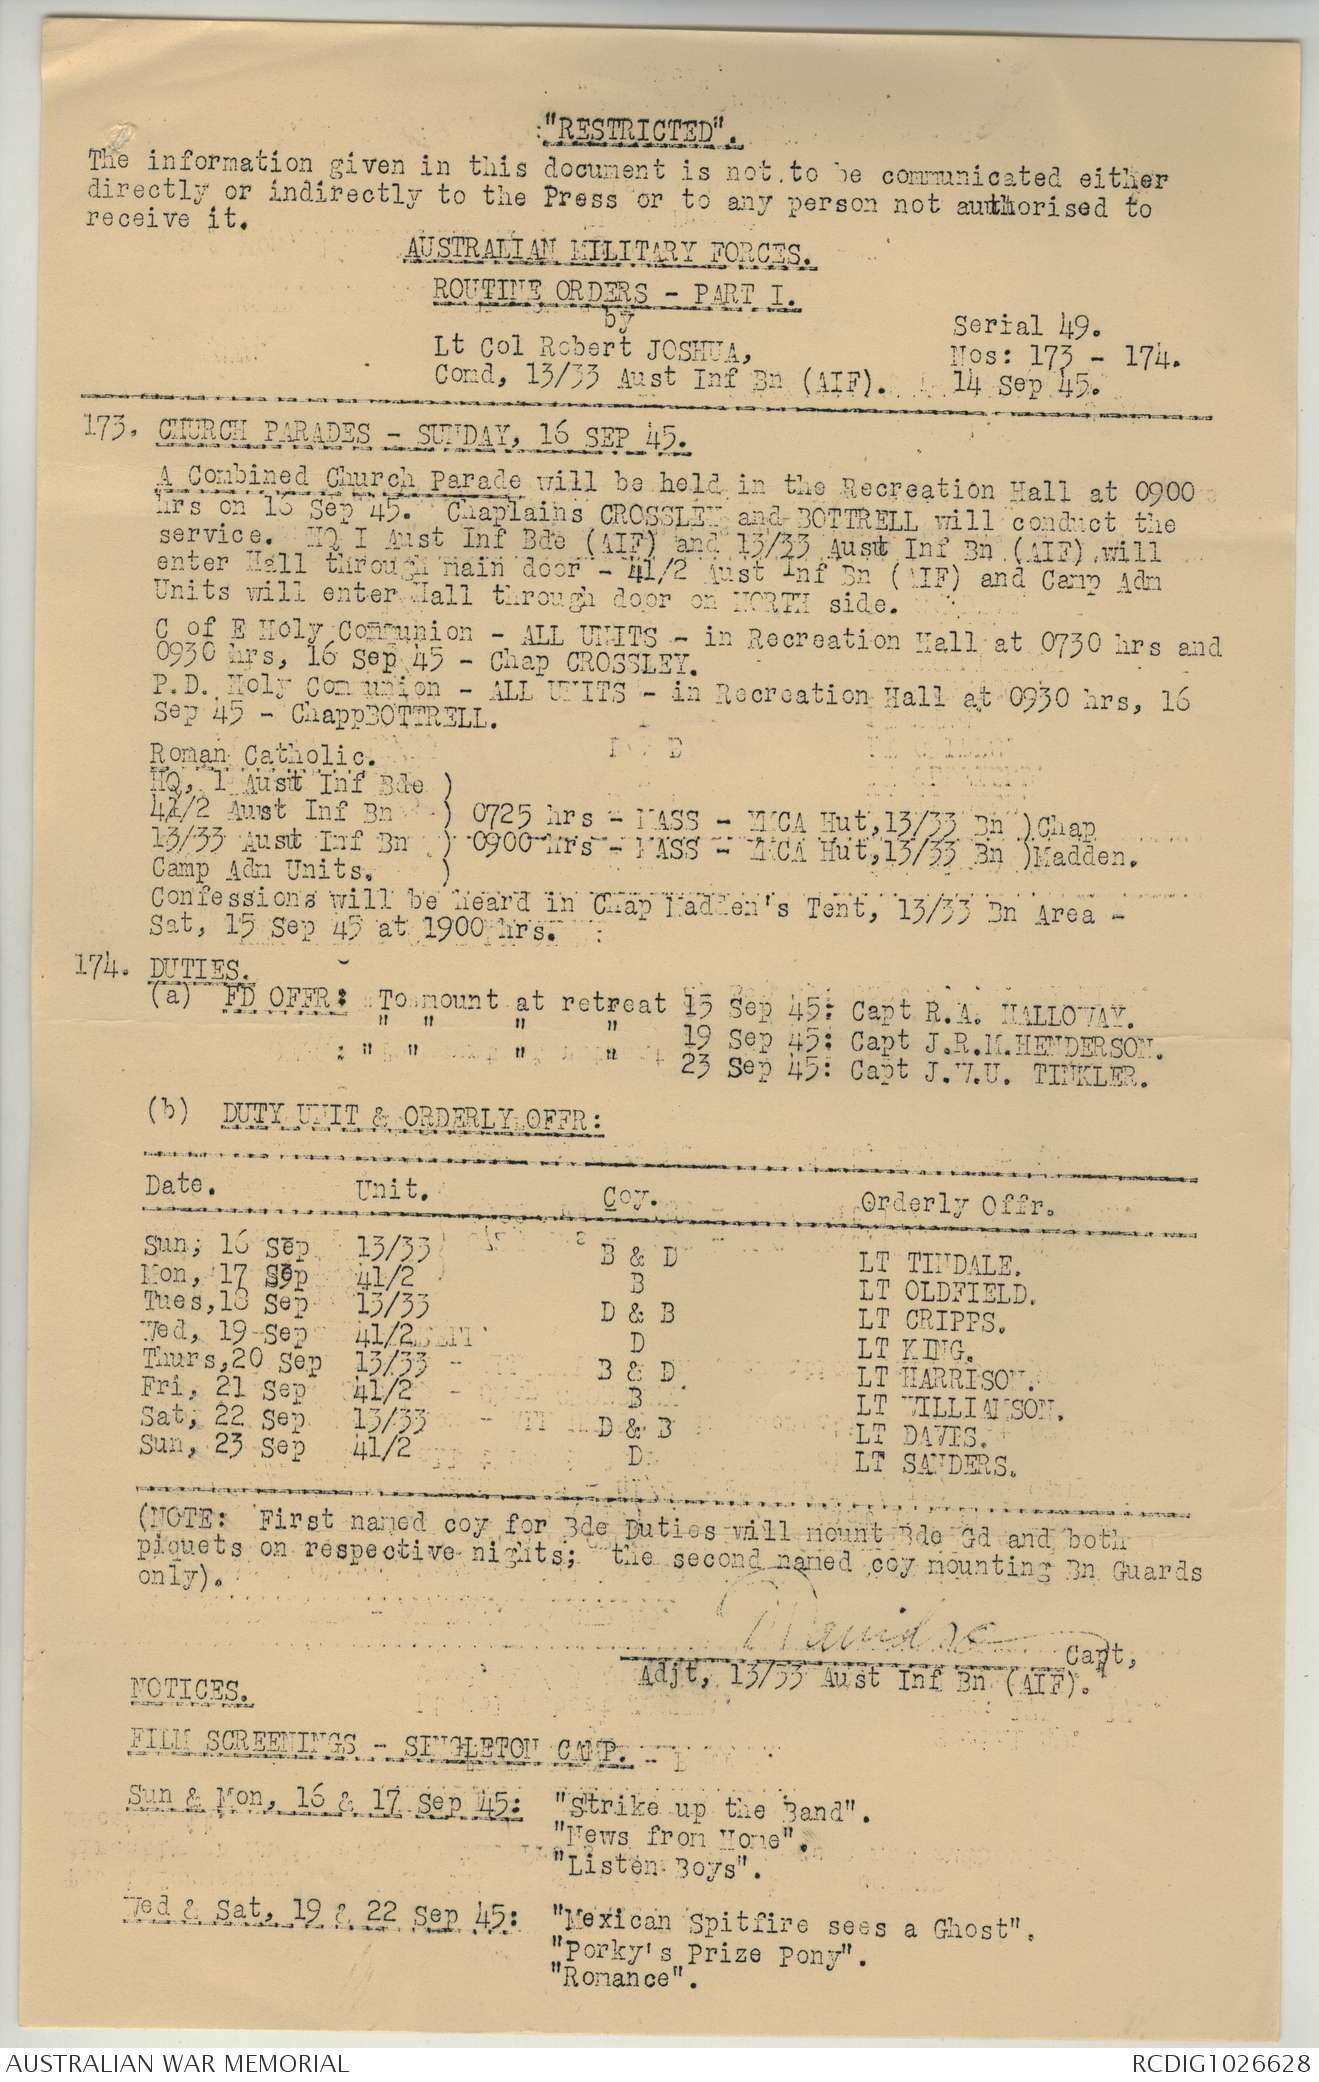 "RESTRICTED".
The information given in this document is not to be communicated either
directly or indirectly to the Press or to any person not authorised to
receive it.
AUSTRALIAN MILITARY FORCES.
ROUTINE ORDERS - PART I.
by
Lt Col Robert JOSHUA,
Comd, 13/33 Aust Inf Bn (AIF).
Serial 49.
Nos: 173 - 174.
14 Sep 45.
173. CHURCH PARADES - SUNDAY, 16 SEP 45.
A Combined Church Parade will be held in the Recreation Hall at 0900
hrs on 16 Sep 45. Chaplains CROSSLEY and BOTTRELL will conduct the
service. HQ I Aust Inf Bde (AIF) and 13/33 Aust Inf Bn (AIF) will
enter Hall through main door - 41/2 Aust Inf Bn (AIF) and Camp Adm
Units will enter Hall through door on NORTH side.
C of E Holy Communion - ALL UNITS - in Recreation Hall at 0730 hrs and
0930 hrs, 16 Sep 45 - Chap CROSSLEY.
P.D. Holy Communion - ALL UNITS - in Recreation Hall at 0930 hrs, 16
Sep 45 - ChappBOTTRELL.
Roman Catholic.
HQ, 1 Aust Inf Bde )
41/2 Aust Inf Bn ) 0725 hrs - MASS - YMCA Hut,13/33 Bn )Chap
13/33 Aust Inf Bn ) 0900 hrs - MASS - YMCA Hut,13/33 Bn )Madden.
Camp Adm Units. )
Confessions will be heard in Chap Madden's Tent, 13/33 Bn Area -
Sat, 15 Sep 45 at 1900 hrs.
174. DUTIES.
(a) FD OFFR: To mount at retreat 15 Sep 45: Capt R.A. HALLOWAY.
" " " " 19 Sep 45: Capt J.R.M.HENDERSON.
: " " " " 23 Sep 45: Capt J.W.U. TINKLER.
(b) DUTY UNIT & ORDERLY OFFR:
Date. Unit. Coy. Orderly Offr.
Sun, 16 Sep 13/33 B & D LT TINDALE.
Mon, 17 Sep 41/2 B LT OLDFIELD.
Tues,18 Sep 13/33 D & B LT CRIPPS.
Wed, 19 Sep 41/2 D LT KING.
Thurs,20 Sep 13/33 B & D LT HARRISON.
Fri, 21 Sep 41/2 B LT WILLIAMSON.
Sat, 22 Sep 13/33 D & B LT DAVIS.
Sun, 23 Sep 41/2 D LT SANDERS.
(NOTE: First named coy for Bde Duties will mount Bde Gd and both
piquets on respective nights; the second named coy mounting Bn Guards
only).
Capt,
Adjt, 13/33 Aust Inf Bn (AIF).
NOTICES.
FILM SCREENINGS - SINGLETON CAMP.
Sun & Mon, 16 & 17 Sep 45: "Strike up the Band".
"News from Home".
"Listen Boys".
Wed & Sat, 19 & 22 Sep 45: "Mexican Spitfire sees a Ghost".
"Porky's Prize Pony".
"Romance".
AUSTRALIAN WAR MEMORIAL
RCDIG1026628